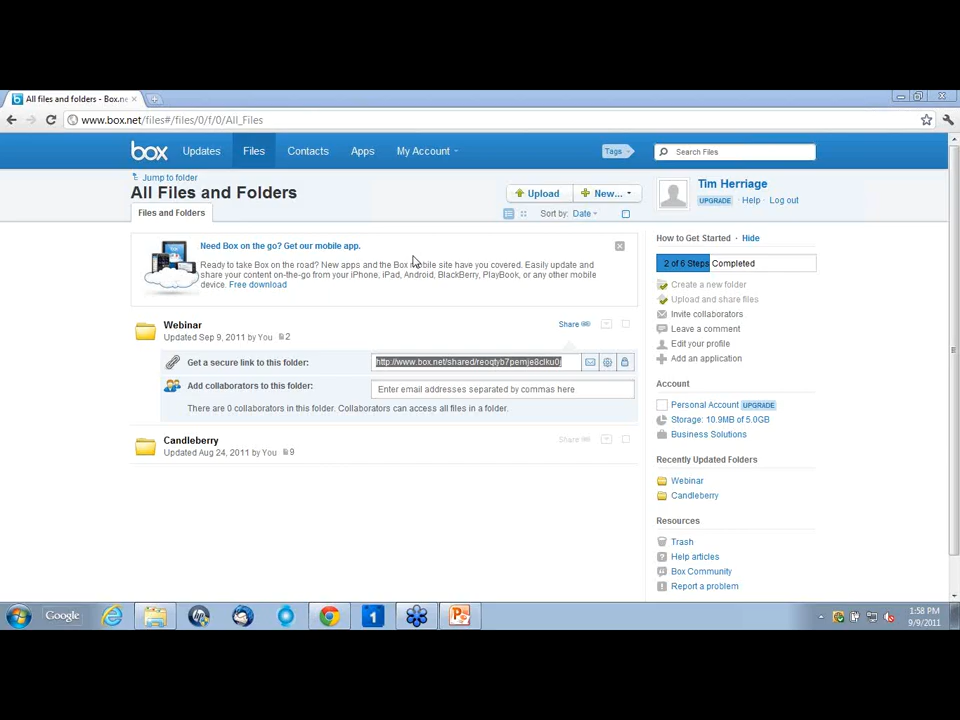 All files and folders - Box.ne
www.box.net/files#/files/0/f/0/All_Files
box Updates Files Contacts Apps My Account Tags Search Files
Jump to folder
All Files and Folders
Upload New...
Tim Herriage
UPGRADE · Help · Log out
Files and Folders
Sort by: Date
Need Box on the go? Get our mobile app.
Ready to take Box on the road? New apps and the Box mobile site have you covered. Easily update and
share your content on-the-go from your iPhone, iPad, Android, BlackBerry, PlayBook, or any other mobile
device. Free download
Webinar
Updated Sep 9, 2011 by You 2
Share
Get a secure link to this folder:
Add collaborators to this folder: Enter email addresses separated by commas here
There are 0 collaborators in this folder. Collaborators can access all files in a folder.
Candleberry
Updated Aug 24, 2011 by You 9
Share
How to Get Started · Hide
2 of 6 Steps Completed
Create a new folder
Upload and share files
Invite collaborators
Leave a comment
Edit your profile
Add an application
Account
Personal Account UPGRADE
Storage: 10.9MB of 5.0GB
Business Solutions
Recently Updated Folders
Webinar
Candleberry
Resources
Trash
Help articles
Box Community
Report a problem
Google
hp
1
1:58 PM
9/9/2011